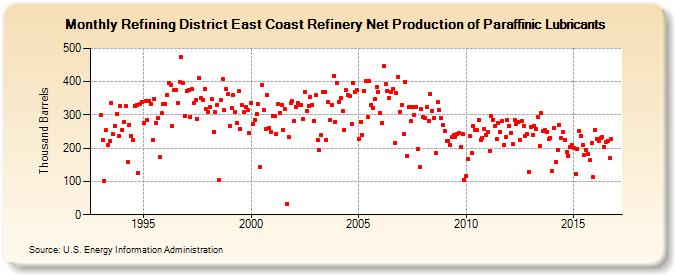 Monthly Refining District East Coast Refinery Net Production of Paraffinic Lubricants
Thousand Barrels
500
400
300
200
100
0
1995 2000 2005 2010 2015
Source: U.S. Energy Information Administration